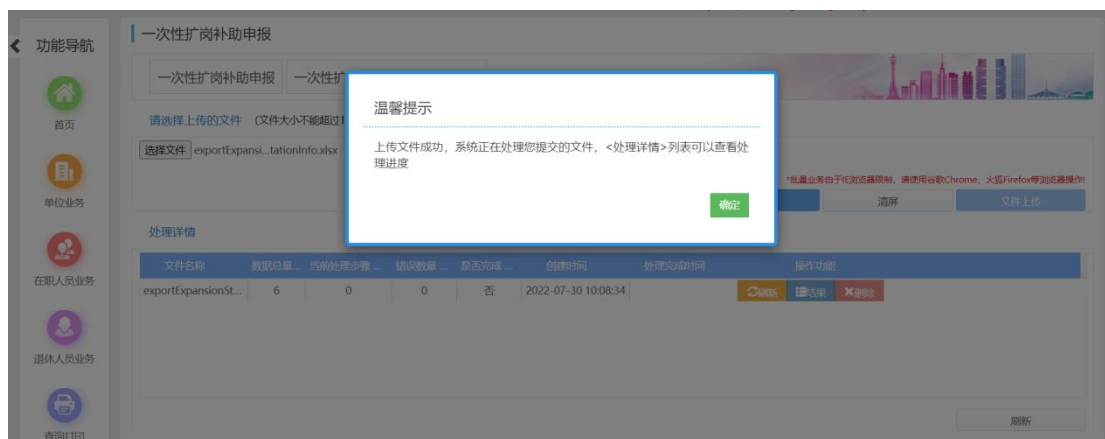 功能导航
首页
单位业务
在职人员业务
退休人员业务
查询打印
一次性扩岗补助申报
一次性扩岗补助申报 一次性扩
请选择上传的文件 (文件大小不能超过1
选择文件 exportExpansi...tationInfo.xlsx
*批量业务由于IE浏览器限制, 请使用谷歌Chrome、火狐Firefox等浏览器操作!
清屏 文件上传
温馨提示
上传文件成功, 系统正在处理您提交的文件, <处理详情>列表可以查看处
理进度
确定
处理详情
文件名称 数据总量... 当前处理步骤 ... 错误数量 ... 是否完成 ... 创建时间 处理完成时间 操作功能
exportExpansionSt... 6 0 0 否 2022-07-30 10:08:34 刷新 结果 删除
刷新